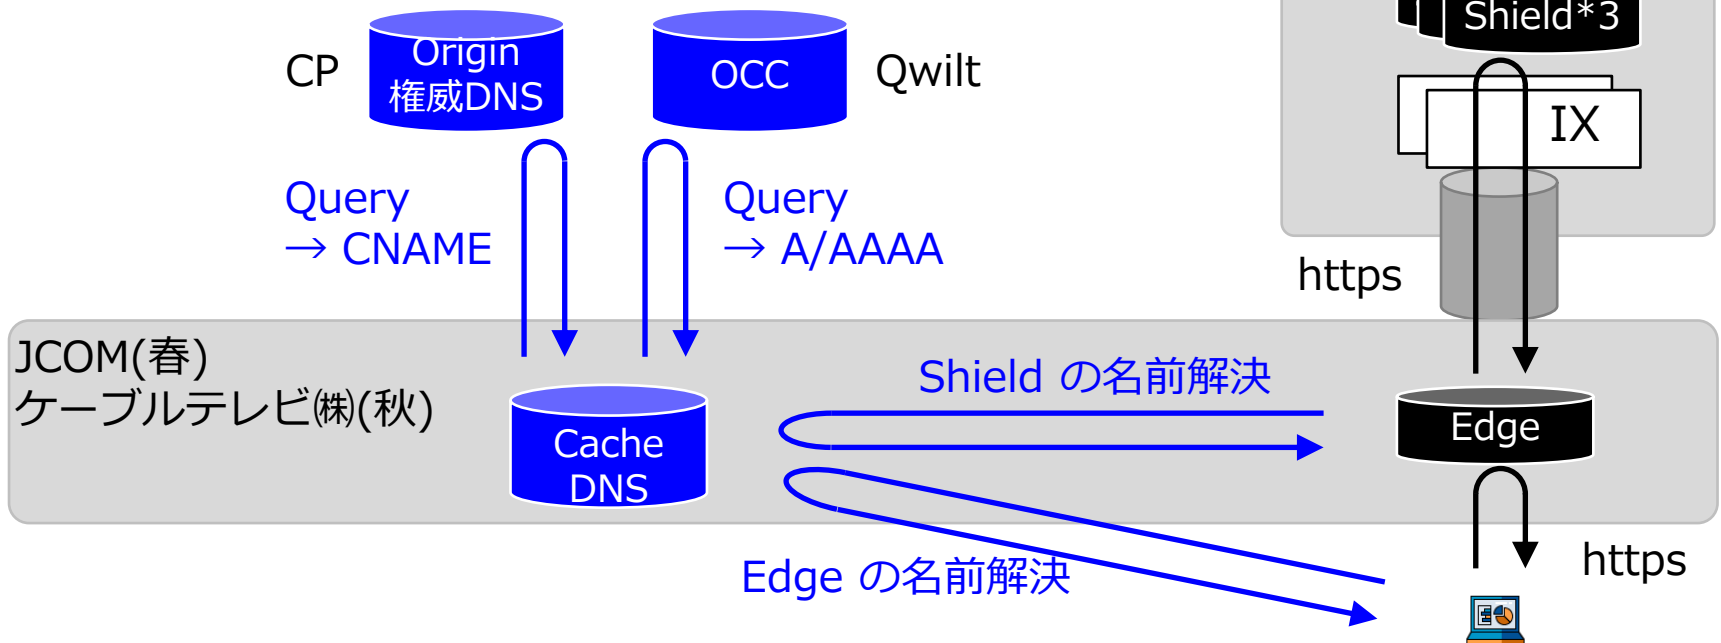 Shield*3
CP
Origin
権威DNS
OCC
Qwilt
IX
Query
→ CNAME
Query
→ A/AAAA
https
JCOM(春)
ケーブルテレビ㈱(秋)
Shield の名前解決
Cache
DNS
Edge
Edge の名前解決
https